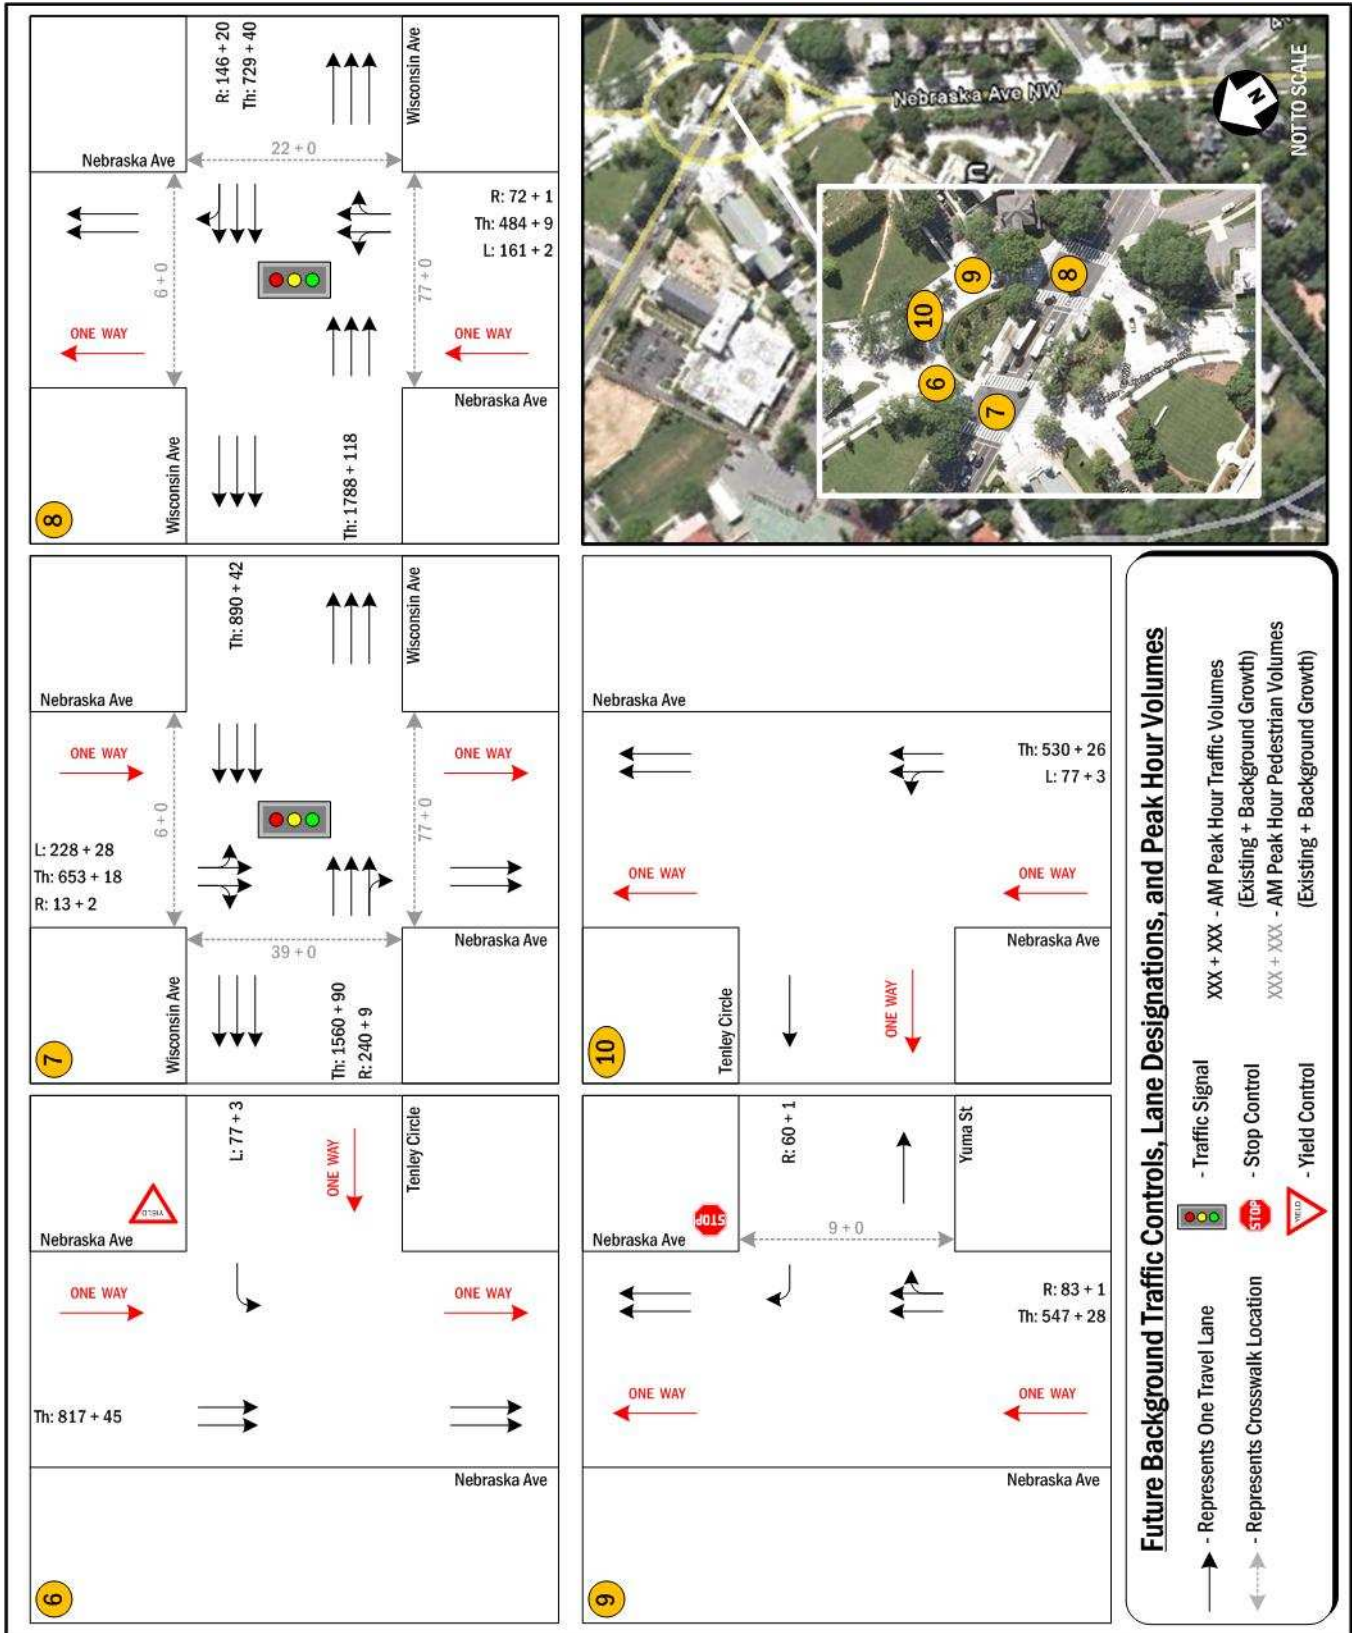 6
Nebraska Ave
ONE WAY
Th: 817 + 45
YIELD
Nebraska Ave
L: 77 + 3
ONE WAY
Tenley Circle
ONE WAY
7
Wisconsin Ave
Th: 1560 + 90
R: 240 + 9
Nebraska Ave
39 + 0
L: 228 + 28
Th: 653 + 18
R: 13 + 2
6 + 0
77 + 0
ONE WAY
ONE WAY
Nebraska Ave
Th: 890 + 42
Wisconsin Ave
8
Wisconsin Ave
Th: 1788 + 118
Nebraska Ave
ONE WAY
6 + 0
77 + 0
ONE WAY
R: 72 + 1
Th: 484 + 9
L: 161 + 2
22 + 0
Nebraska Ave
R: 146 + 20
Th: 729 + 40
Wisconsin Ave
9
Nebraska Ave
ONE WAY
ONE WAY
R: 83 + 1
Th: 547 + 28
9 + 0
Nebraska Ave
STOP
R: 60 + 1
Yuma St
10
Tenley Circle
ONE WAY
Nebraska Ave
ONE WAY
ONE WAY
Th: 530 + 26
L: 77 + 3
Nebraska Ave
Nebraska Ave NW
N
NOT TO SCALE
6
7
8
9
10
Future Background Traffic Controls, Lane Designations, and Peak Hour Volumes
- Represents One Travel Lane
- Represents Crosswalk Location
- Traffic Signal
STOP - Stop Control
YIELD - Yield Control
XXX + XXX - AM Peak Hour Traffic Volumes
(Existing + Background Growth)
XXX + XXX - AM Peak Hour Pedestrian Volumes
(Existing + Background Growth)